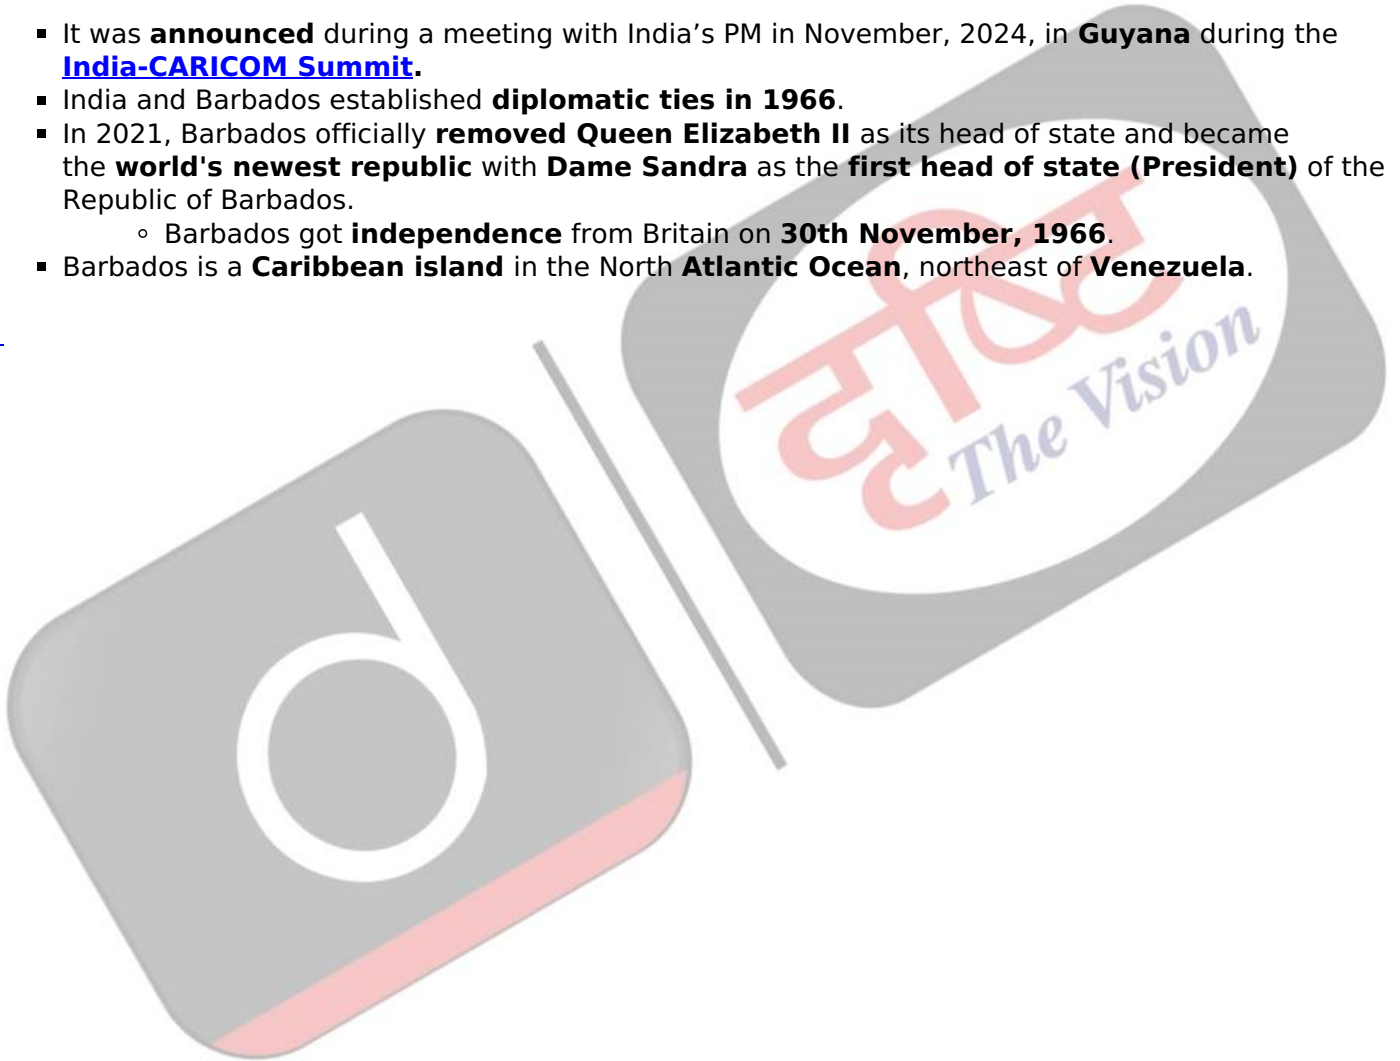 ▪ It was announced during a meeting with India’s PM in November, 2024, in Guyana during the
India-CARICOM Summit.
▪ India and Barbados established diplomatic ties in 1966.
▪ In 2021, Barbados officially removed Queen Elizabeth II as its head of state and became
the world's newest republic with Dame Sandra as the first head of state (President) of the
Republic of Barbados.
◦ Barbados got independence from Britain on 30th November, 1966.
▪ Barbados is a Caribbean island in the North Atlantic Ocean, northeast of Venezuela.
दृष्टि
The Vision
d